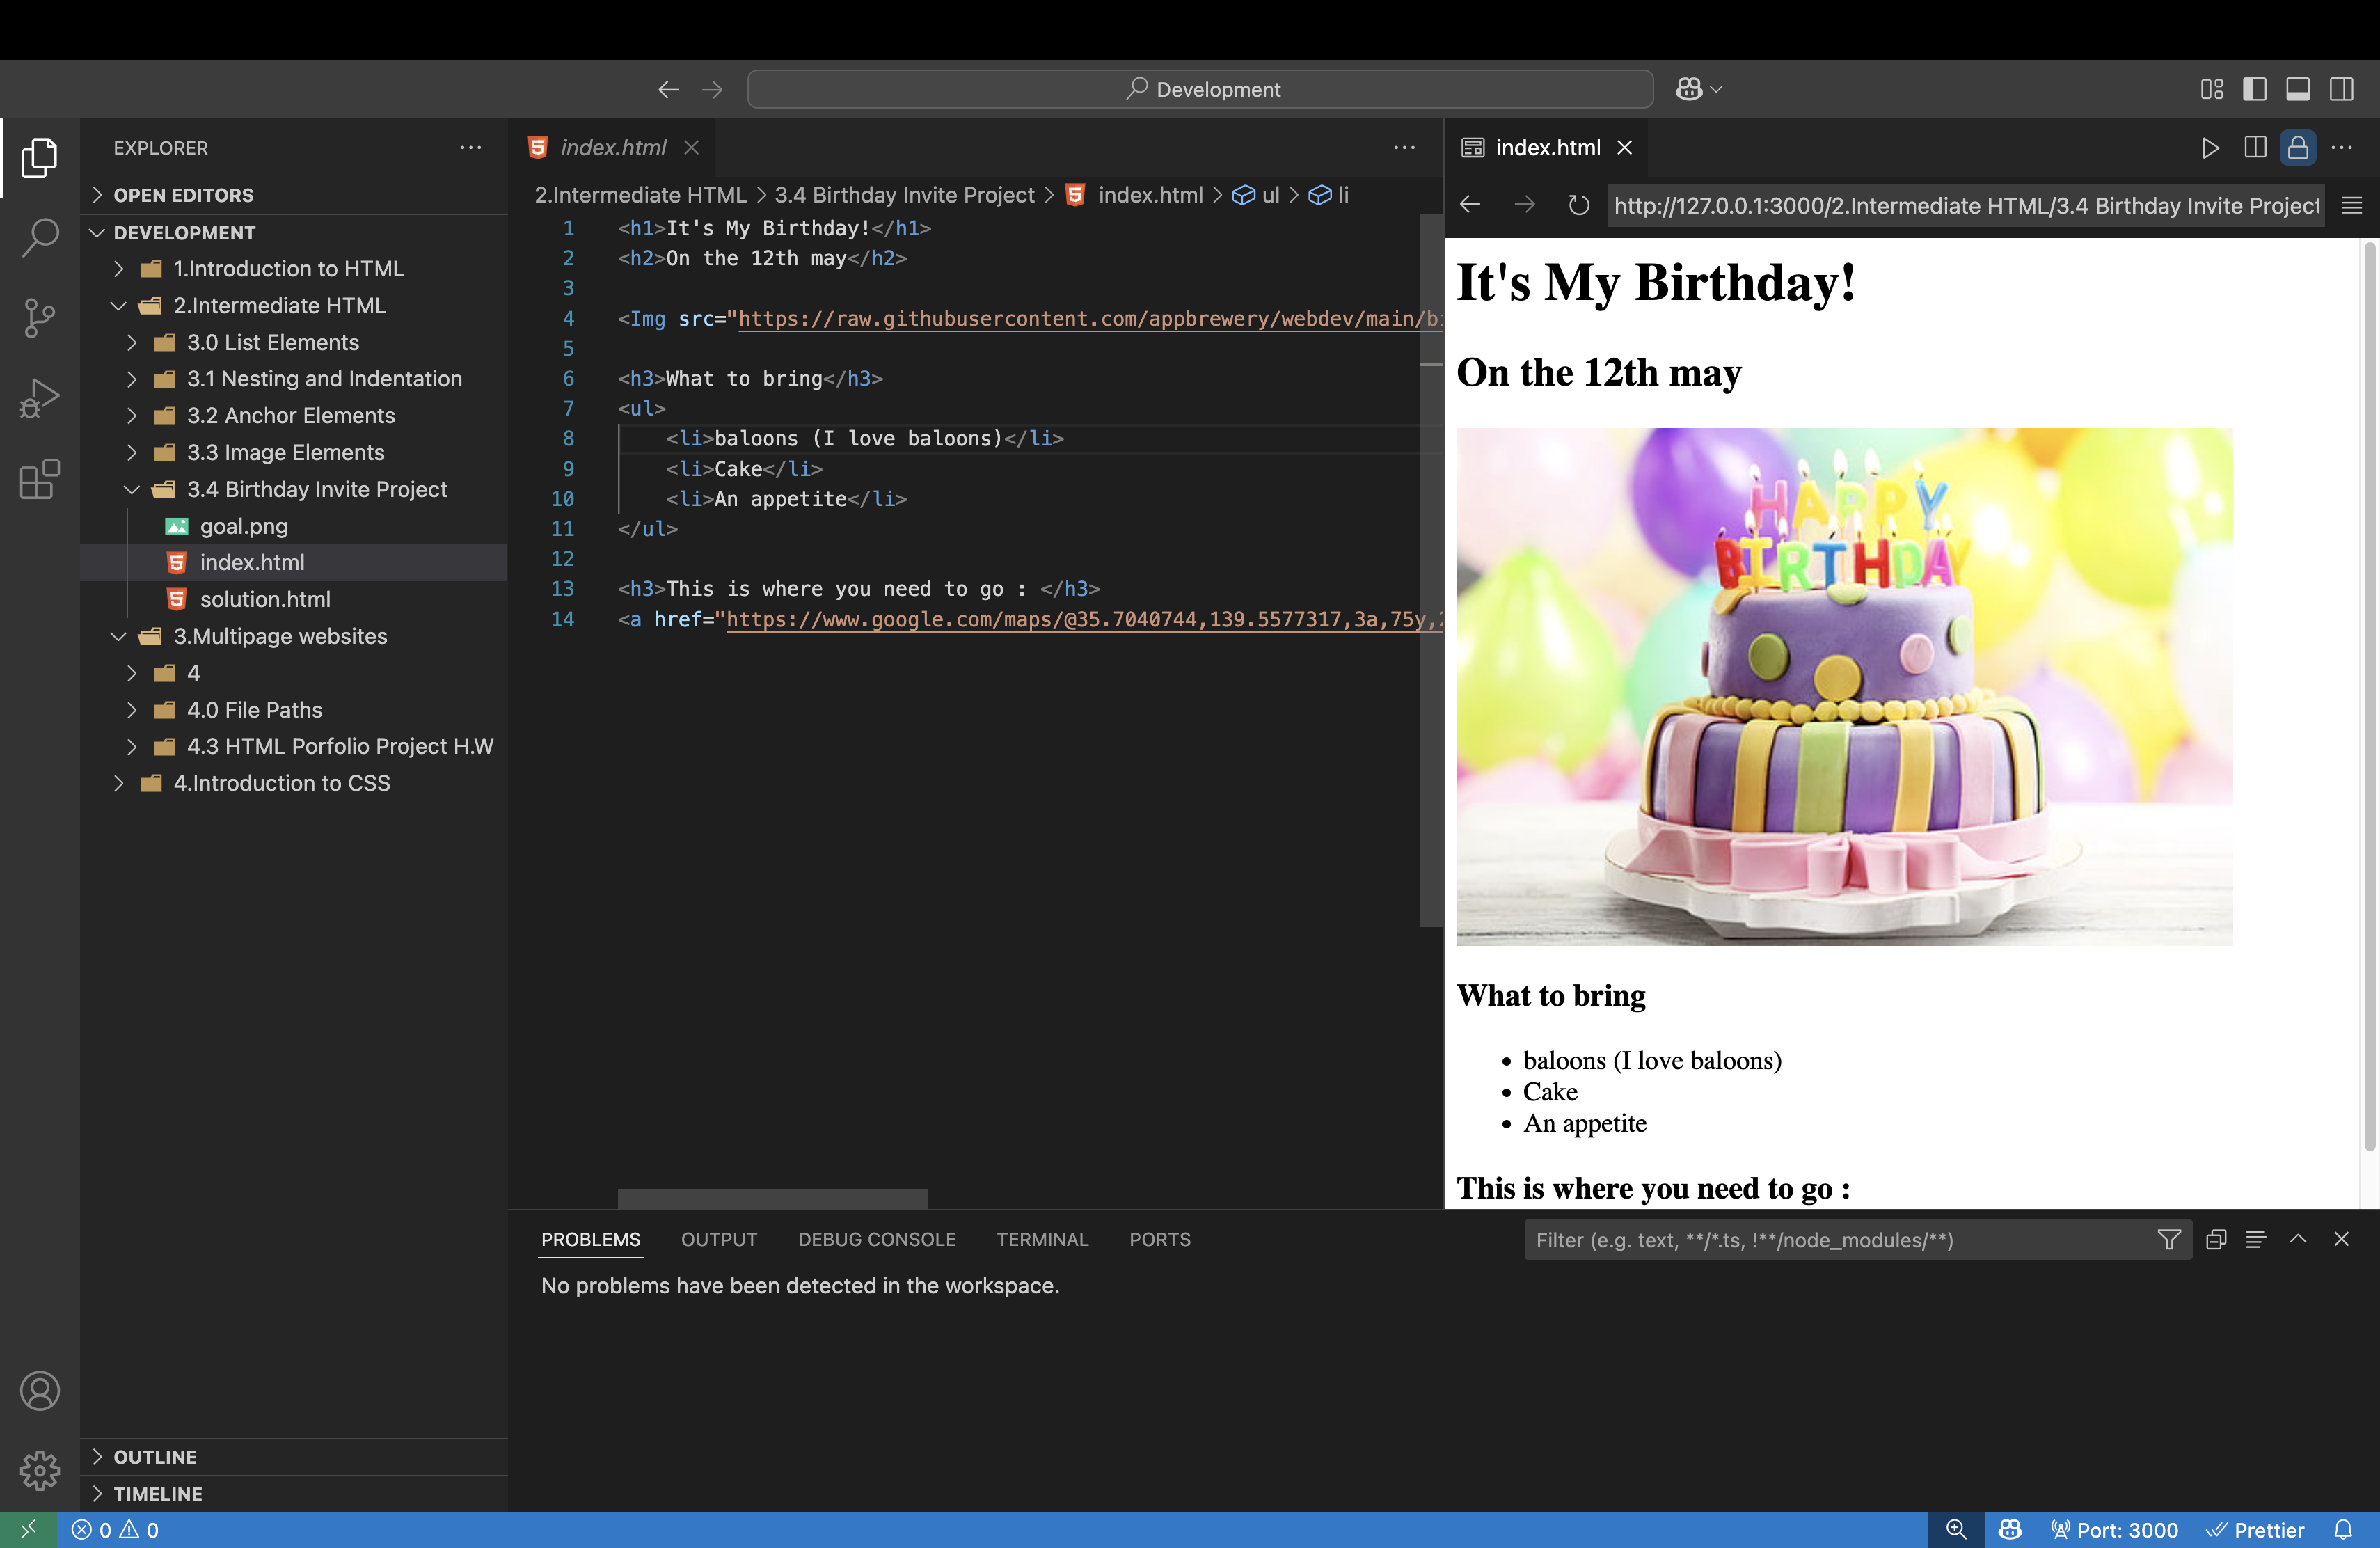 Development
EXPLORER
OPEN EDITORS
DEVELOPMENT
1.Introduction to HTML
2.Intermediate HTML
3.0 List Elements
3.1 Nesting and Indentation
3.2 Anchor Elements
3.3 Image Elements
3.4 Birthday Invite Project
goal.png
index.html
solution.html
3.Multipage websites
4
4.0 File Paths
4.3 HTML Porfolio Project H.W
4.Introduction to CSS
OUTLINE
TIMELINE
index.html
2.Intermediate HTML > 3.4 Birthday Invite Project > index.html > ul > li
1 <h1>It's My Birthday!</h1>
2 <h2>On the 12th may</h2>
3
4 <Img src="https://raw.githubusercontent.com/appbrewery/webdev/main/bi
5
6 <h3>What to bring</h3>
7 <ul>
8 <li>baloons (I love baloons)</li>
9 <li>Cake</li>
10 <li>An appetite</li>
11 </ul>
12
13 <h3>This is where you need to go : </h3>
14 <a href="https://www.google.com/maps/@35.7040744,139.5577317,3a,75y,2
index.html
http://127.0.0.1:3000/2.Intermediate HTML/3.4 Birthday Invite Project
It's My Birthday!
On the 12th may
HAPPY
BIRTHDAY
What to bring
• baloons (I love baloons)
• Cake
• An appetite
This is where you need to go :
PROBLEMS OUTPUT DEBUG CONSOLE TERMINAL PORTS
Filter (e.g. text, **/*.ts, !**/node_modules/**)
No problems have been detected in the workspace.
0 0
Port: 3000 Prettier